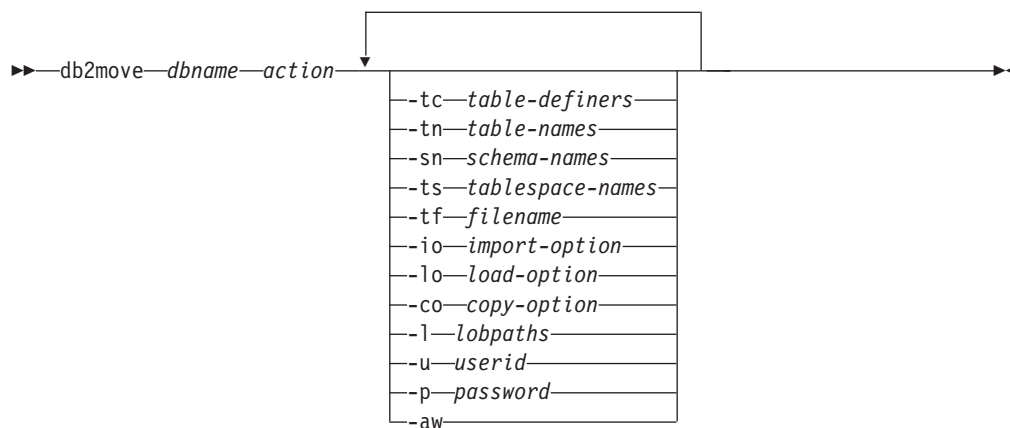 db2move dbname action
-tc table-definers
-tn table-names
-sn schema-names
-ts tablespace-names
-tf filename
-io import-option
-lo load-option
-co copy-option
-l lobpaths
-u userid
-p password
-aw